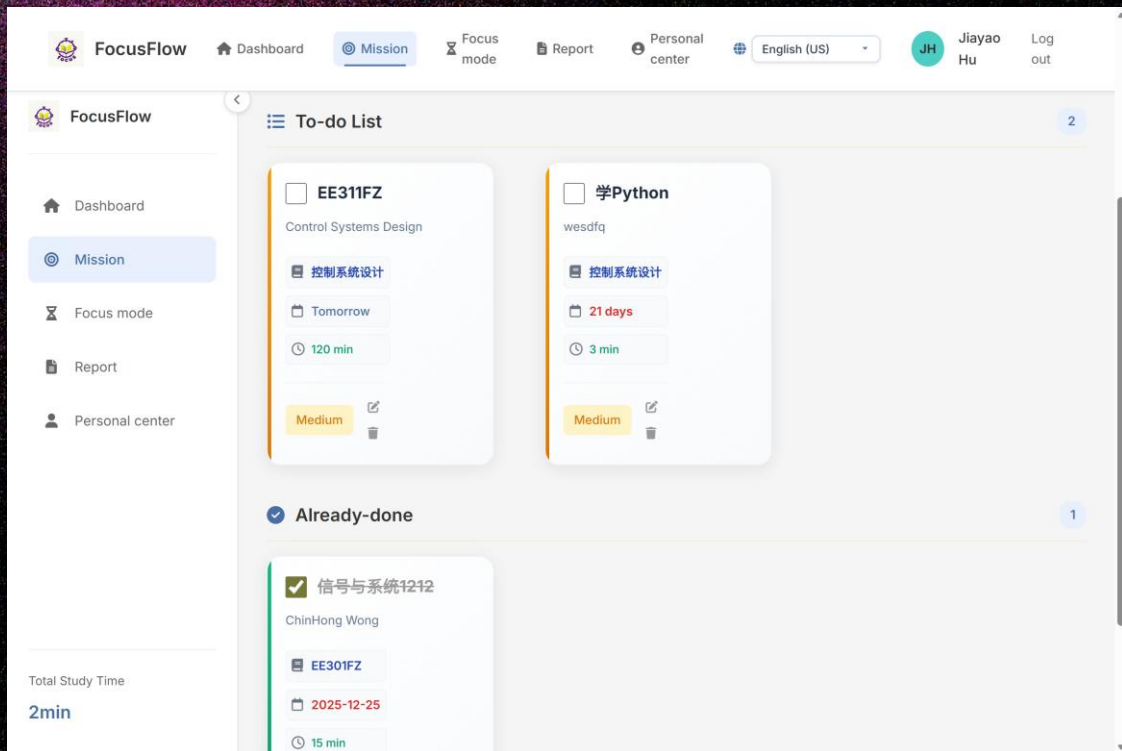 FocusFlow
Dashboard
Mission
Focus
mode
Report
Personal
center
English (US)
JH
Jiayao
Hu
Log
out
FocusFlow
Dashboard
Mission
Focus mode
Report
Personal center
Total Study Time
2min
To-do List
2
EE311FZ
Control Systems Design
控制系统设计
Tomorrow
120 min
Medium
学Python
wesdfq
控制系统设计
21 days
3 min
Medium
Already-done
1
信号与系统1212
ChinHong Wong
EE301FZ
2025-12-25
15 min